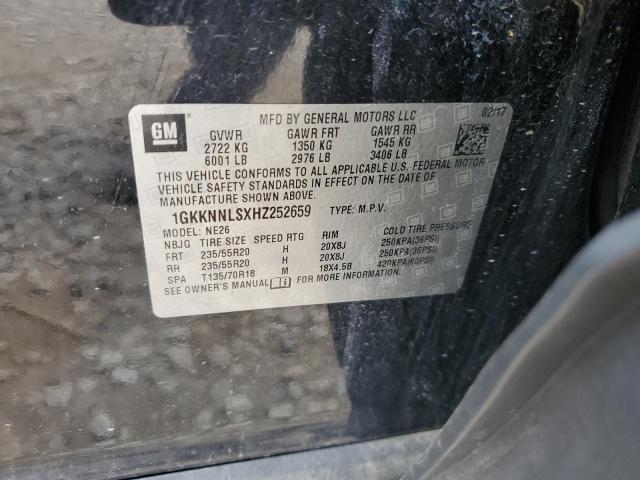 GM
MFD BY GENERAL MOTORS LLC 02/17
GVWR GAWR FRT GAWR RR
2722 KG 1350 KG 1545 KG
6001 LB 2976 LB 3406 LB
THIS VEHICLE CONFORMS TO ALL APPLICABLE U.S. FEDERAL MOTOR
VEHICLE SAFETY STANDARDS IN EFFECT ON THE DATE OF
MANUFACTURE SHOWN ABOVE.
1GKKNNLSXHZ252659 TYPE: M.P.V.
MODEL: NE26
NBJG TIRE SIZE SPEED RTG RIM COLD TIRE PRESSURE
FRT 235/55R20 H 20X8J 250KPA(36PSI)
RR 235/55R20 H 20X8J 250KPA(36PSI)
SPA T135/70R18 M 18X4.5B 420KPA(60PSI)
SEE OWNER'S MANUAL FOR MORE INFORMATION.